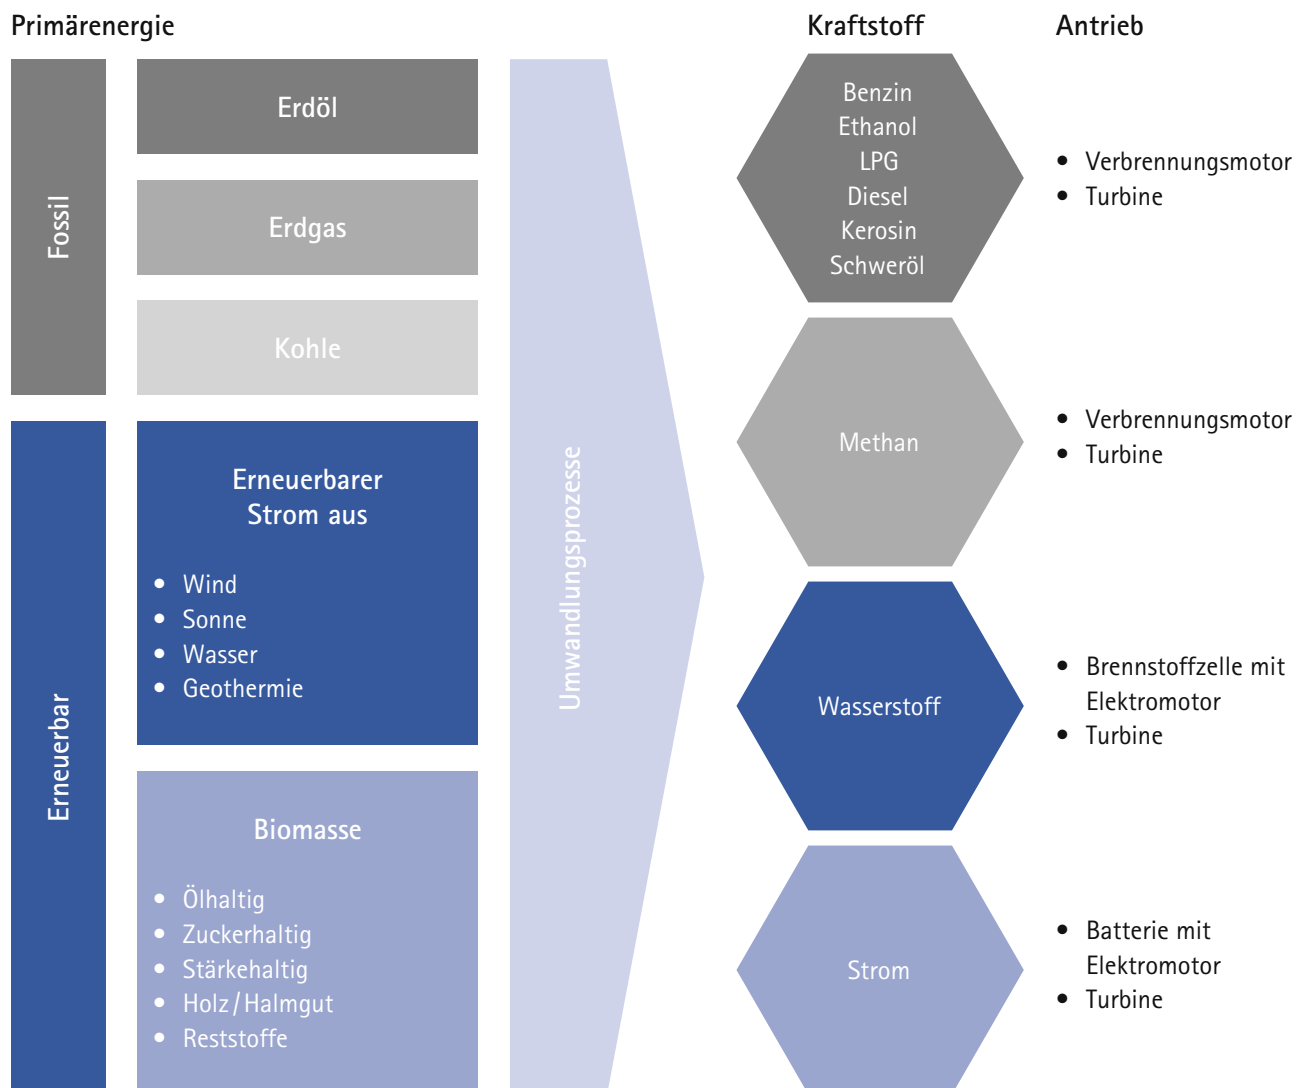 Primärenergie
Kraftstoff
Antrieb
Fossil
Erdöl
Erdgas
Kohle
Erneuerbar
Erneuerbarer
Strom aus
• Wind
• Sonne
• Wasser
• Geothermie
Biomasse
• Ölhaltig
• Zuckerhaltig
• Stärkehaltig
• Holz / Halmgut
• Reststoffe
Umwandlungsprozesse
Benzin
Ethanol
LPG
Diesel
Kerosin
Schweröl
• Verbrennungsmotor
• Turbine
Methan
• Verbrennungsmotor
• Turbine
Wasserstoff
• Brennstoffzelle mit
Elektromotor
• Turbine
Strom
• Batterie mit
Elektromotor
• Turbine